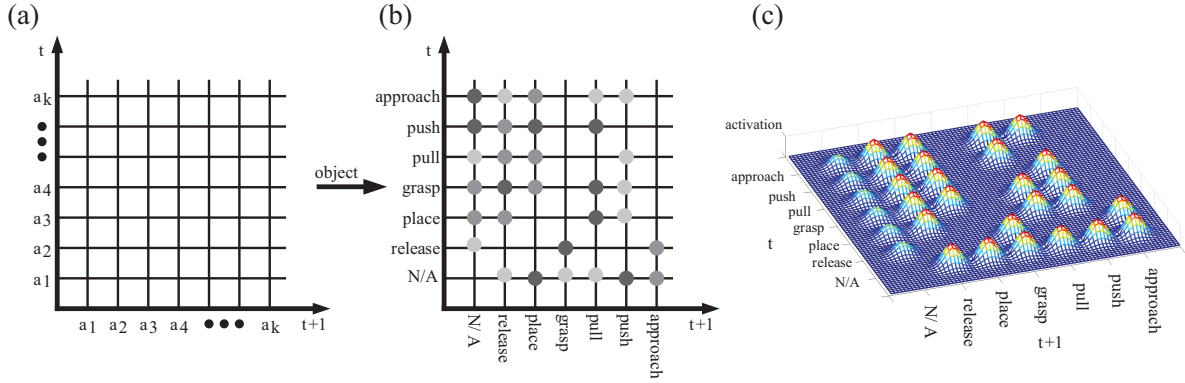 (a)
t
ak
a4
a3
a2
a1
a1 a2 a3 a4 ak
t+1
object
(b)
t
approach
push
pull
grasp
place
release
N/A
N/ A
release
place
grasp
pull
push
approach
t+1
(c)
activation
approach
push
pull
grasp
place
release
N/A
t
N/ A
release
place
grasp
pull
push
approach
t+1